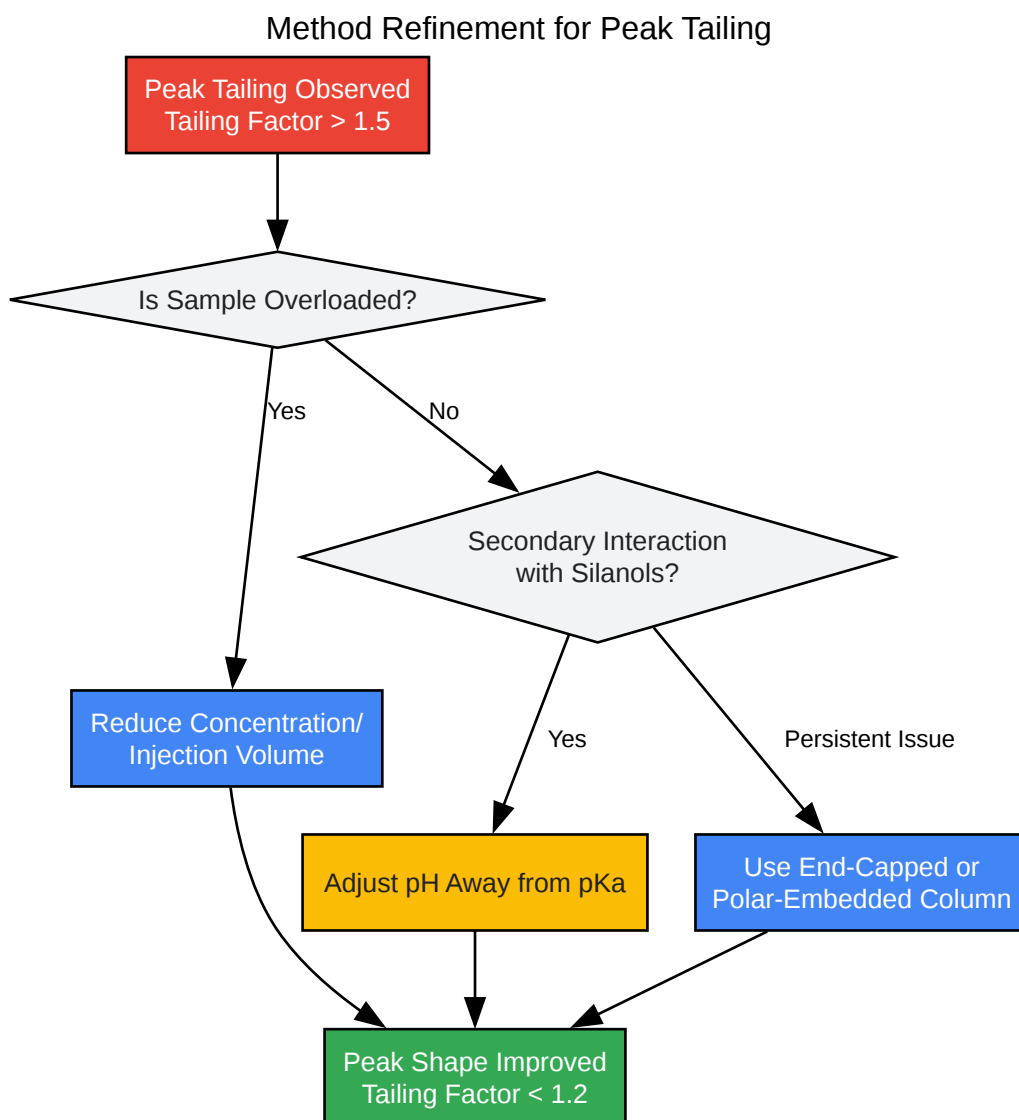 Method Refinement for Peak Tailing
Peak Tailing Observed
Tailing Factor > 1.5
Is Sample Overloaded?
Yes
No
Secondary Interaction
with Silanols?
Reduce Concentration/
Injection Volume
Yes
Persistent Issue
Adjust pH Away from pKa
Use End-Capped or
Polar-Embedded Column
Peak Shape Improved
Tailing Factor < 1.2